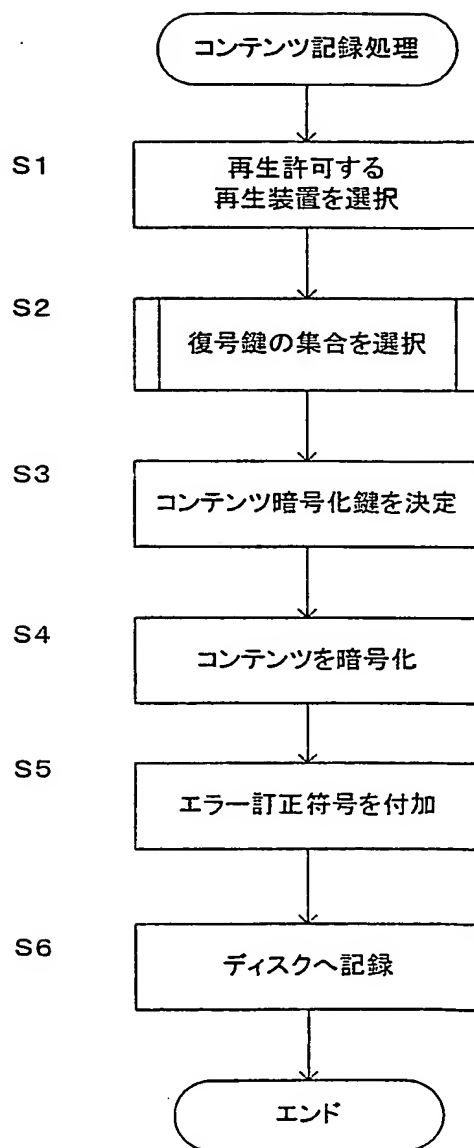 コンテンツ記録処理
S1
再生許可する
再生装置を選択
S2
復号鍵の集合を選択
S3
コンテンツ暗号化鍵を決定
S4
コンテンツを暗号化
S5
エラー訂正符号を付加
S6
ディスクへ記録
エンド